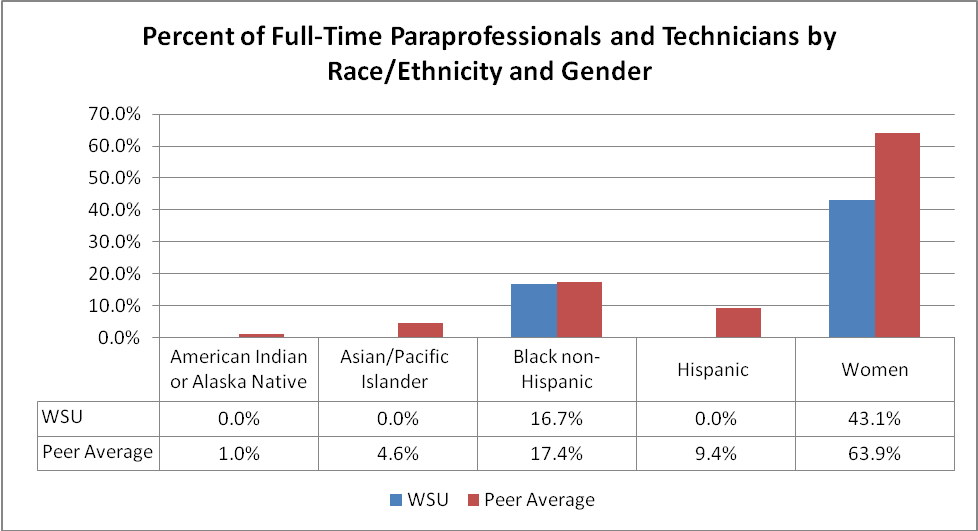 Percent of Full-Time Paraprofessionals and Technicians by
Race/Ethnicity and Gender
70.0%
60.0%
50.0%
40.0%
30.0%
20.0%
10.0%
0.0%
American Indian
or Alaska Native
Asian/Pacific
Islander
Black non-
Hispanic
Hispanic
Women
WSU 0.0% 0.0% 16.7% 0.0% 43.1%
Peer Average 1.0% 4.6% 17.4% 9.4% 63.9%
WSU Peer Average